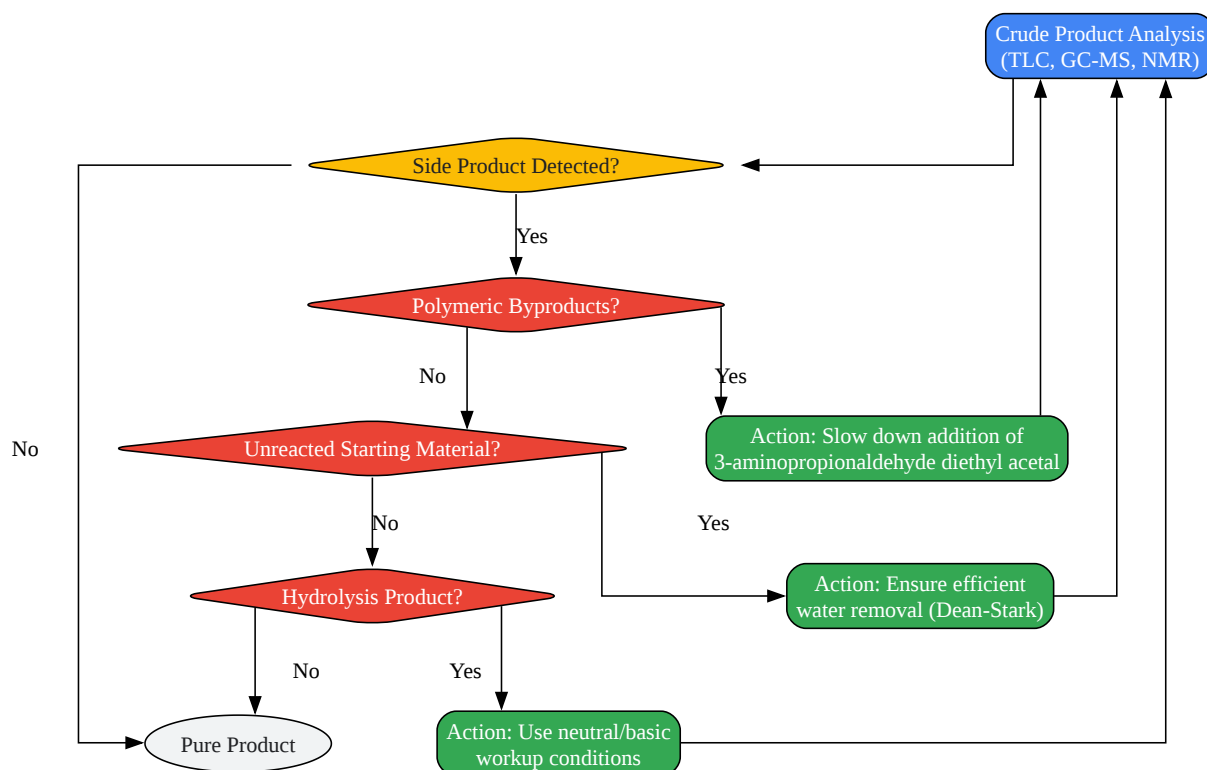 Crude Product Analysis
(TLC, GC-MS, NMR)
Side Product Detected?
Yes
Polymeric Byproducts?
No
Yes
Action: Slow down addition of
3-aminopropionaldehyde diethyl acetal
No
Unreacted Starting Material?
No
Yes
Action: Ensure efficient
water removal (Dean-Stark)
Hydrolysis Product?
No
Yes
Pure Product
Action: Use neutral/basic
workup conditions